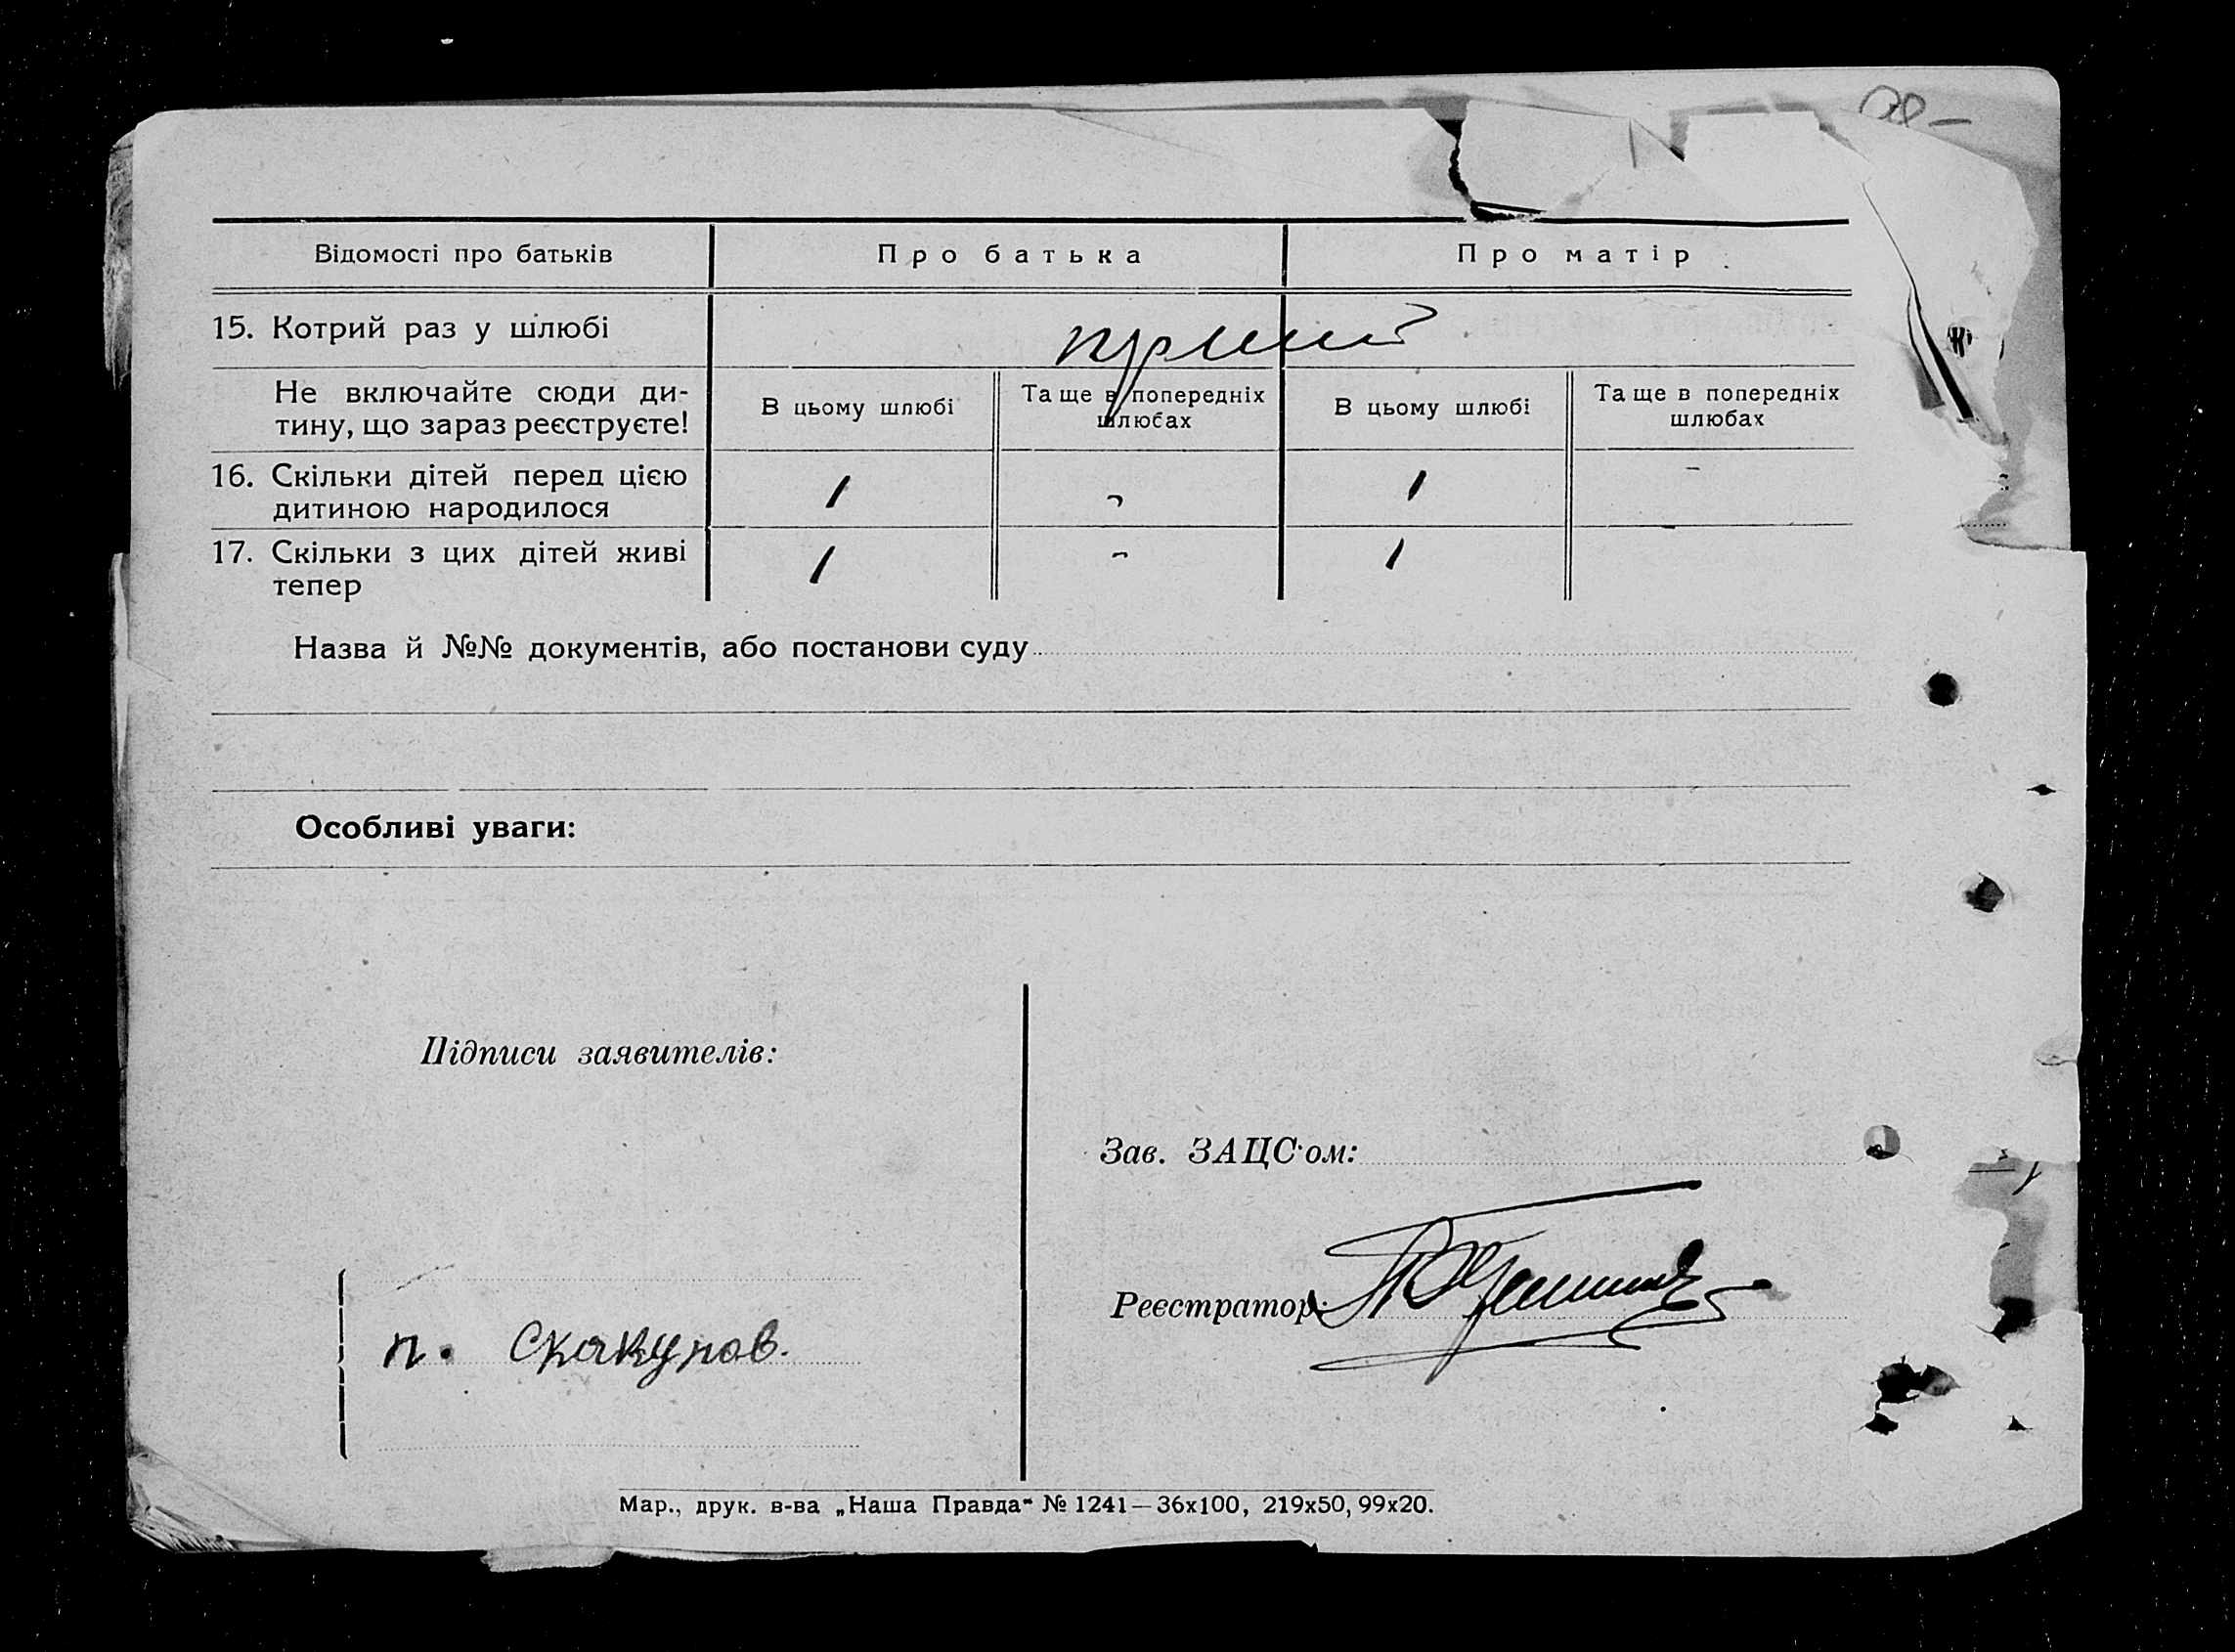 Відомості про батьків Про батька Про матір
15. Котрий раз у шлюбі
Не включайте сюди ди-
тину, що зараз реєструєте!
В цьому шлюбі
Та ще в попередніх
шлюбах
В цьому шлюбі
Та ще в попередніх
шлюбах
16. Скільки дітей перед цією
дитиною народилося
1 - 1 -
17. Скільки з цих дітей живі
тепер
1 - 1
Назва й №№ документів, або постанови суду
Особливі уваги:
Підписи заявителів:
Зав. ЗАЦС'ом:
Реєстратор:
п. Скакунов.
Мар., друк. в-ва „Наша Правда" № 1241—36x100, 219x50, 99x20.